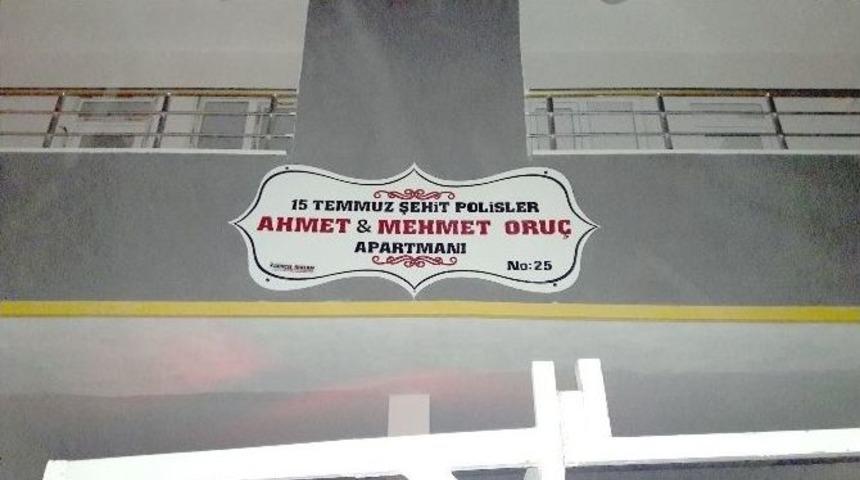 15 TEMMUZ ŞEHİT POLİSLER
AHMET & MEHMET ORUÇ
APARTMANI
No:25